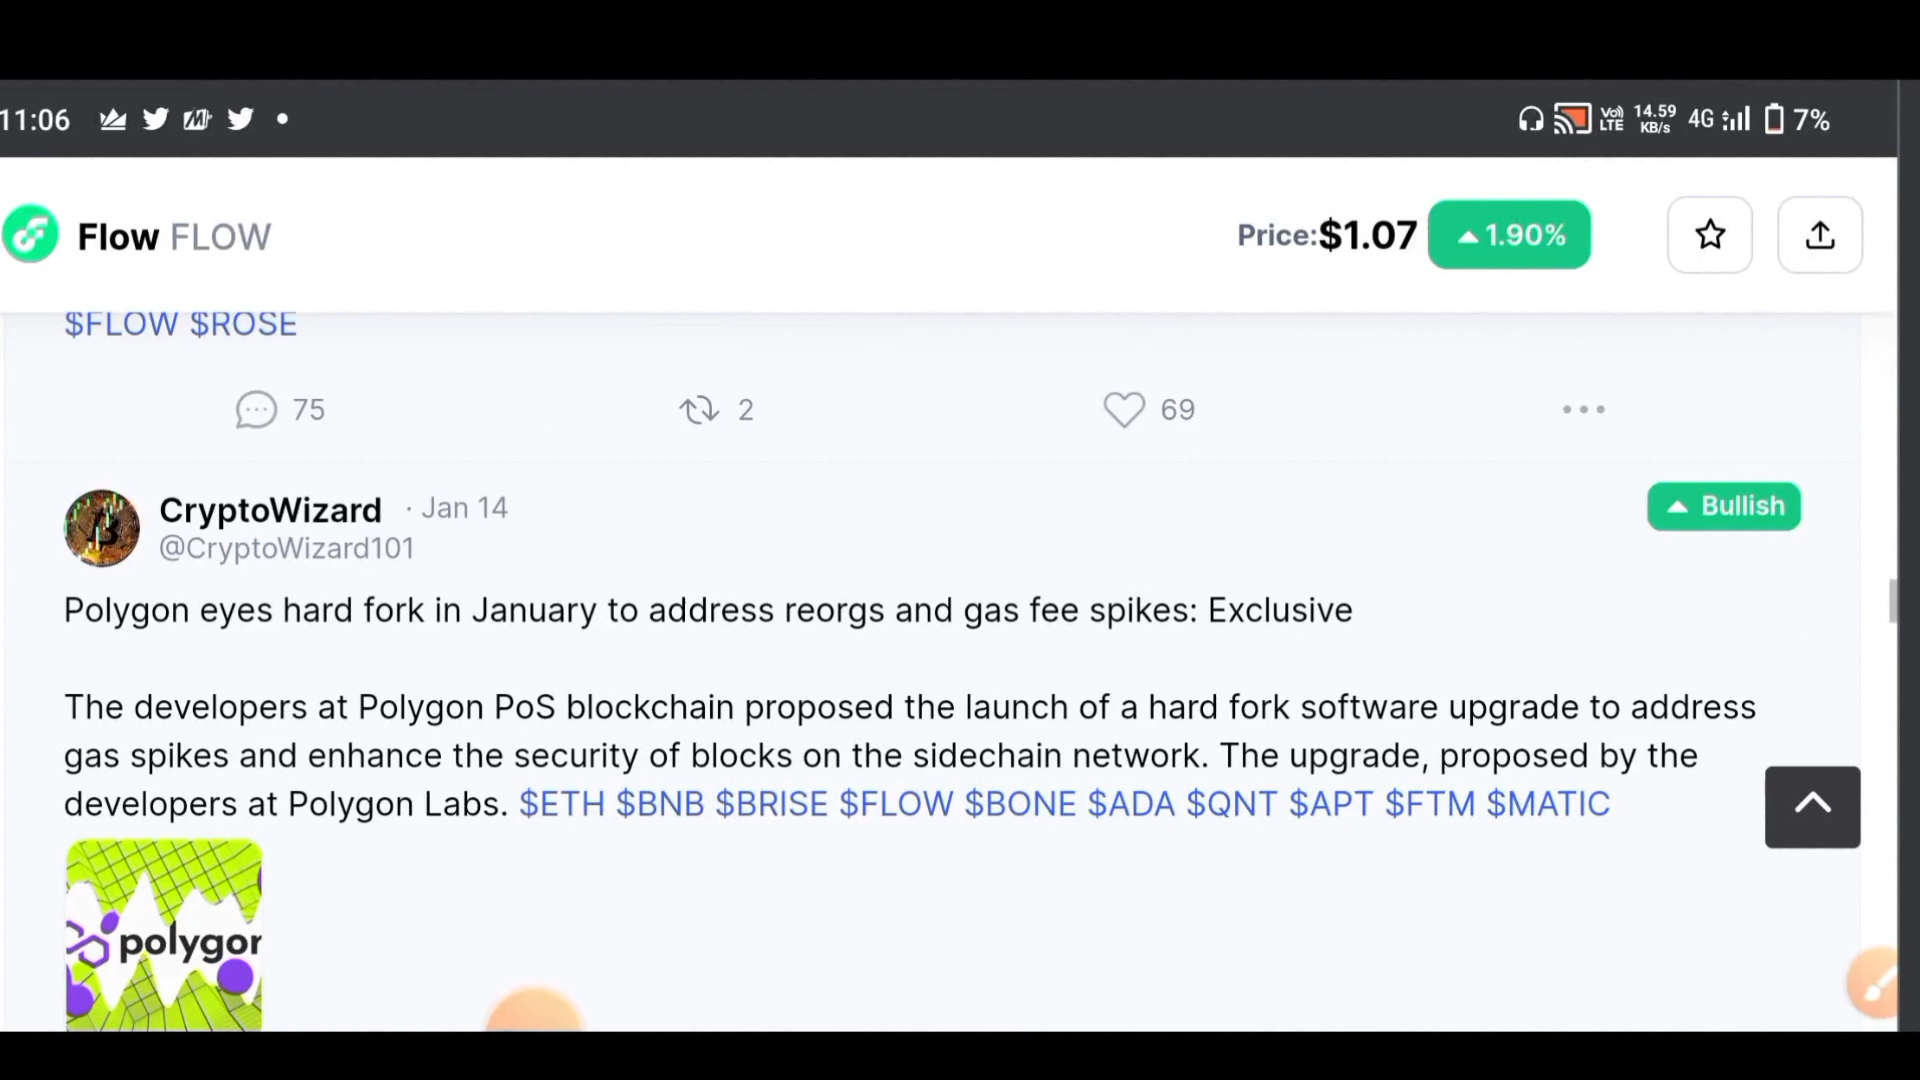 11:06
Vo) LTE 14.59 KB/s 4G 7%
Flow FLOW
Price:$1.07 1.90%
$FLOW $ROSE
75 2 69
CryptoWizard · Jan 14
Bullish
@CryptoWizard101
Polygon eyes hard fork in January to address reorgs and gas fee spikes: Exclusive
The developers at Polygon PoS blockchain proposed the launch of a hard fork software upgrade to address
gas spikes and enhance the security of blocks on the sidechain network. The upgrade, proposed by the
developers at Polygon Labs. $ETH $BNB $BRISE $FLOW $BONE $ADA $QNT $APT $FTM $MATIC
polygon